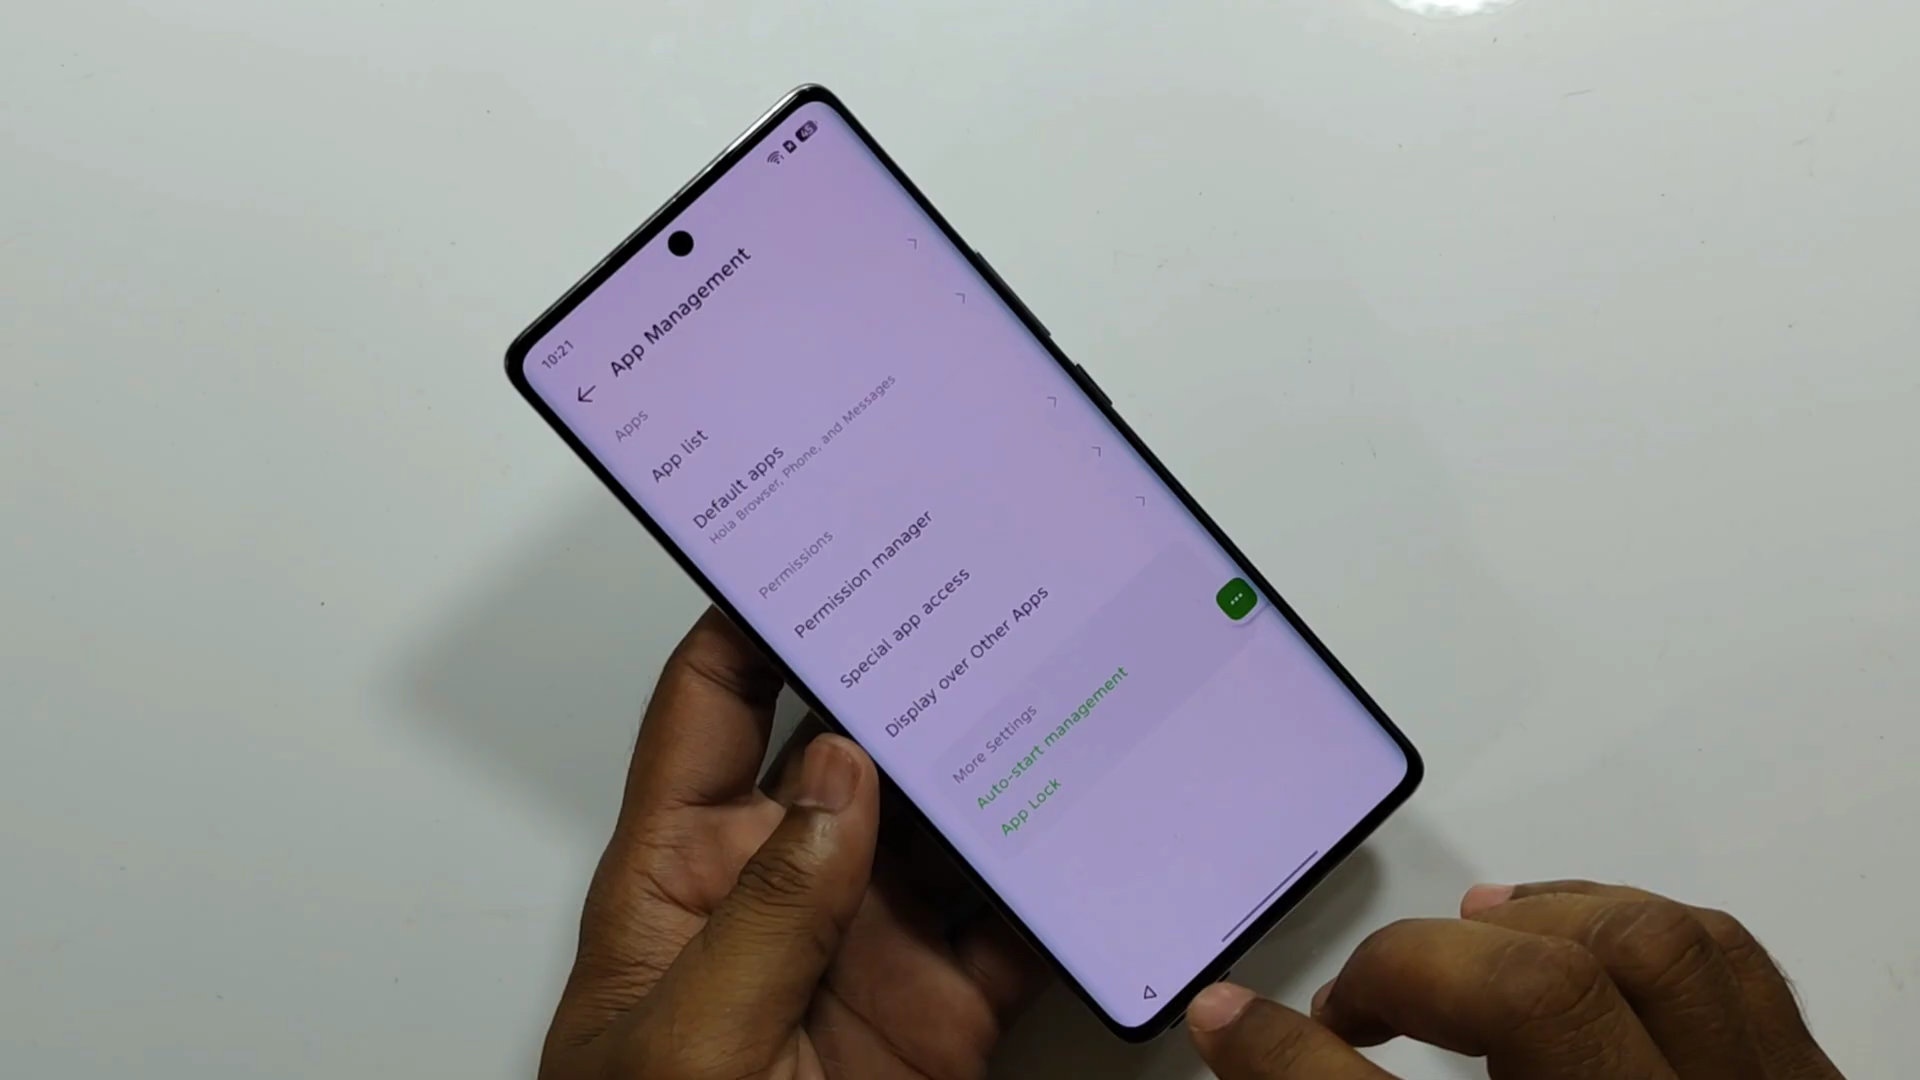 10:21
45
App Management
Apps
App list
Default apps
Hola Browser, Phone, and Messages
Permissions
Permission manager
Special app access
Display over Other Apps
More Settings
Auto-start management
App Lock